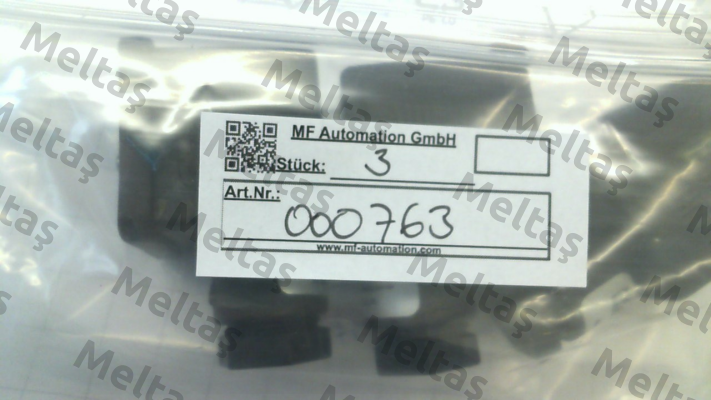 MF Automation GmbH
Stück: 3
Art.Nr.:
000763
www.mf-automation.com
Meltaş